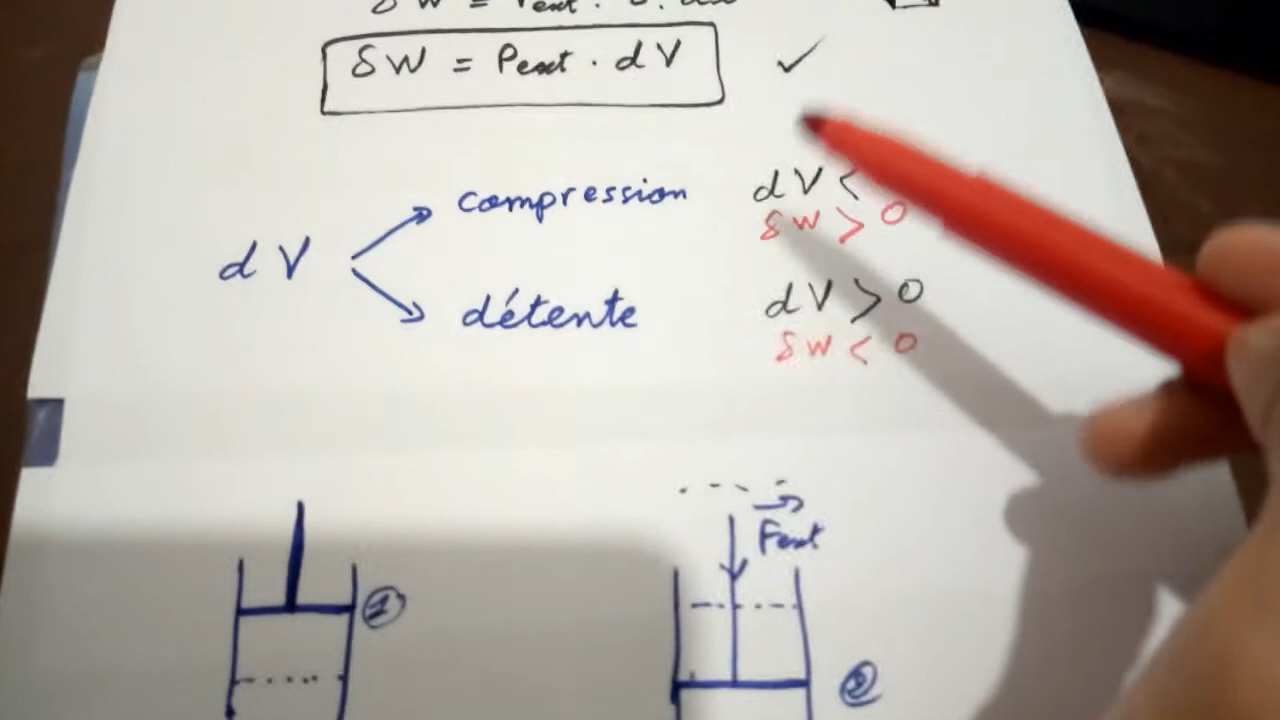 δW = Pext · dV ✓
compression dV <
δW > 0
dV
détente dV > 0
δW < 0
Fext
①
②